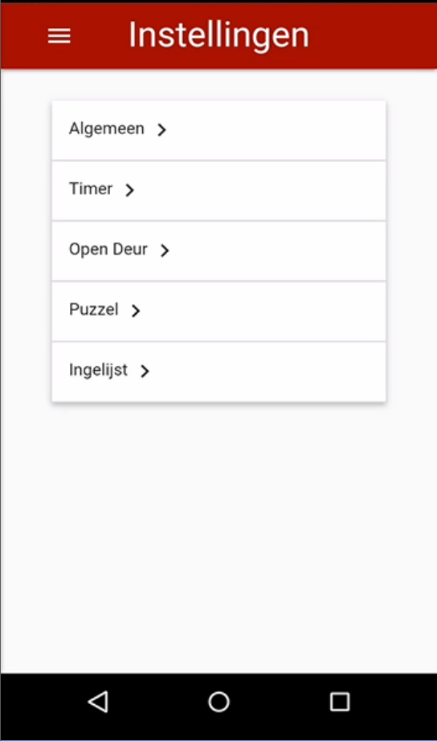 Instellingen
Algemeen
Timer
Open Deur
Puzzel
Ingelijst